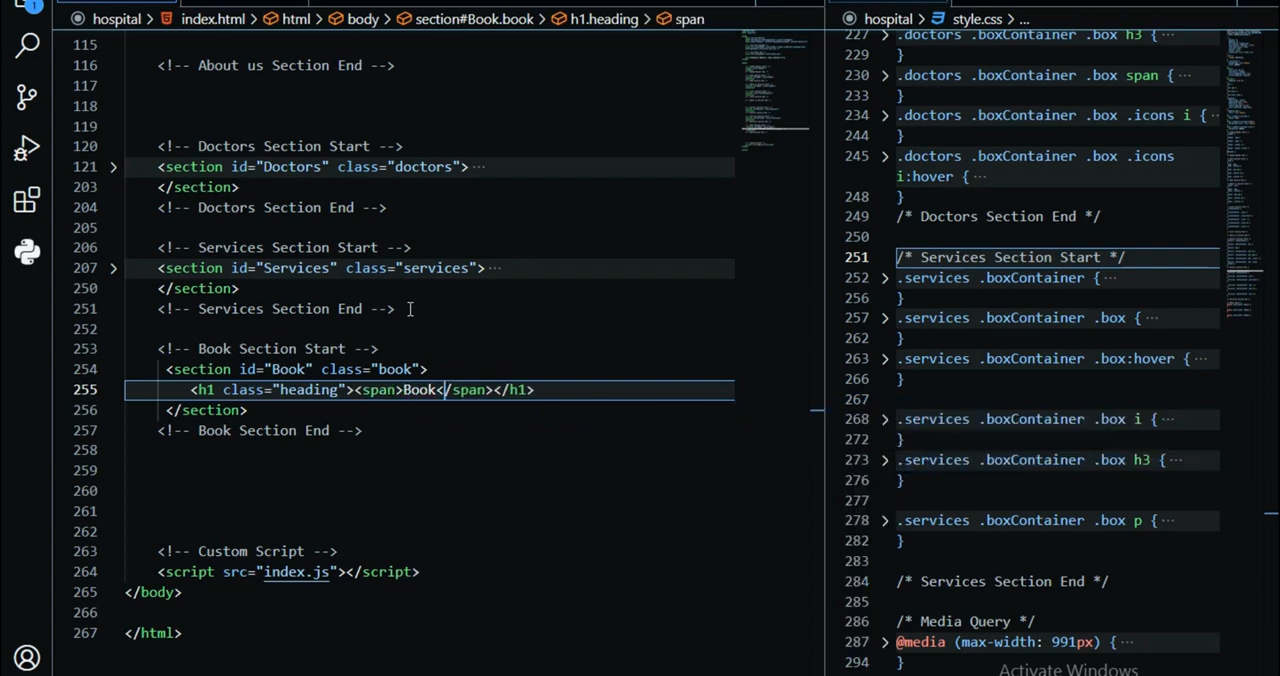 1
hospital > index.html > html > body > section#Book.book > h1.heading > span
115
116 <!-- About us Section End -->
117
118
119
120 <!-- Doctors Section Start -->
121 > <section id="Doctors" class="doctors"> ...
203 </section>
204 <!-- Doctors Section End -->
205
206 <!-- Services Section Start -->
207 > <section id="Services" class="services"> ...
250 </section>
251 <!-- Services Section End -->
252
253 <!-- Book Section Start -->
254 <section id="Book" class="book">
255 <h1 class="heading"><span>Book</span></h1>
256 </section>
257 <!-- Book Section End -->
258
259
260
261
262
263 <!-- Custom Script -->
264 <script src="index.js"></script>
265 </body>
266
267 </html>
hospital > style.css > ...
227 > .doctors .boxContainer .box h3 { ...
229 }
230 > .doctors .boxContainer .box span { ...
233 }
234 > .doctors .boxContainer .box .icons i { ...
244 }
245 > .doctors .boxContainer .box .icons
i:hover { ...
248 }
249 /* Doctors Section End */
250
251 /* Services Section Start */
252 > .services .boxContainer { ...
256 }
257 > .services .boxContainer .box { ...
262 }
263 > .services .boxContainer .box:hover { ...
266 }
267
268 > .services .boxContainer .box i { ...
272 }
273 > .services .boxContainer .box h3 { ...
276 }
277
278 > .services .boxContainer .box p { ...
282 }
283
284 /* Services Section End */
285
286 /* Media Query */
287 > @media (max-width: 991px) { ...
294 }
Activate Windows